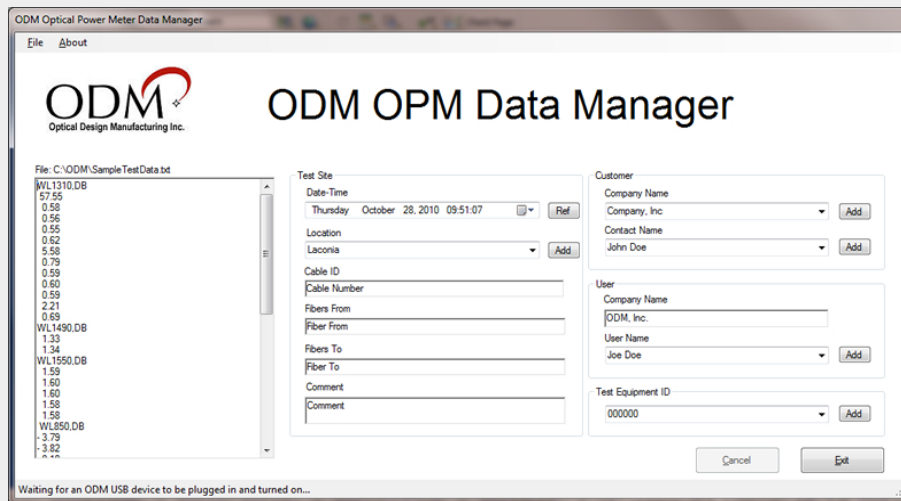 ODM Optical Power Meter Data Manager
File About
ODM
Optical Design Manufacturing Inc.
ODM OPM Data Manager
File: C:\ODM\SampleTestData.txt
WL1310,DB
57.55
0.58
0.56
0.55
0.62
5.58
0.79
0.59
0.60
0.59
2.21
0.69
WL1490,DB
1.33
1.34
WL1550,DB
1.59
1.60
1.60
1.58
1.58
WL850,DB
- 3.79
- 3.82
Test Site
Date-Time
Thursday October 28, 2010 09:51:07
Ref
Location
Laconia
Add
Cable ID
Cable Number
Fibers From
Fiber From
Fibers To
Fiber To
Comment
Comment
Customer
Company Name
Company, Inc
Add
Contact Name
John Doe
Add
User
Company Name
ODM, Inc.
User Name
Joe Doe
Add
Test Equipment ID
000000
Add
Cancel
Exit
Waiting for an ODM USB device to be plugged in and turned on...